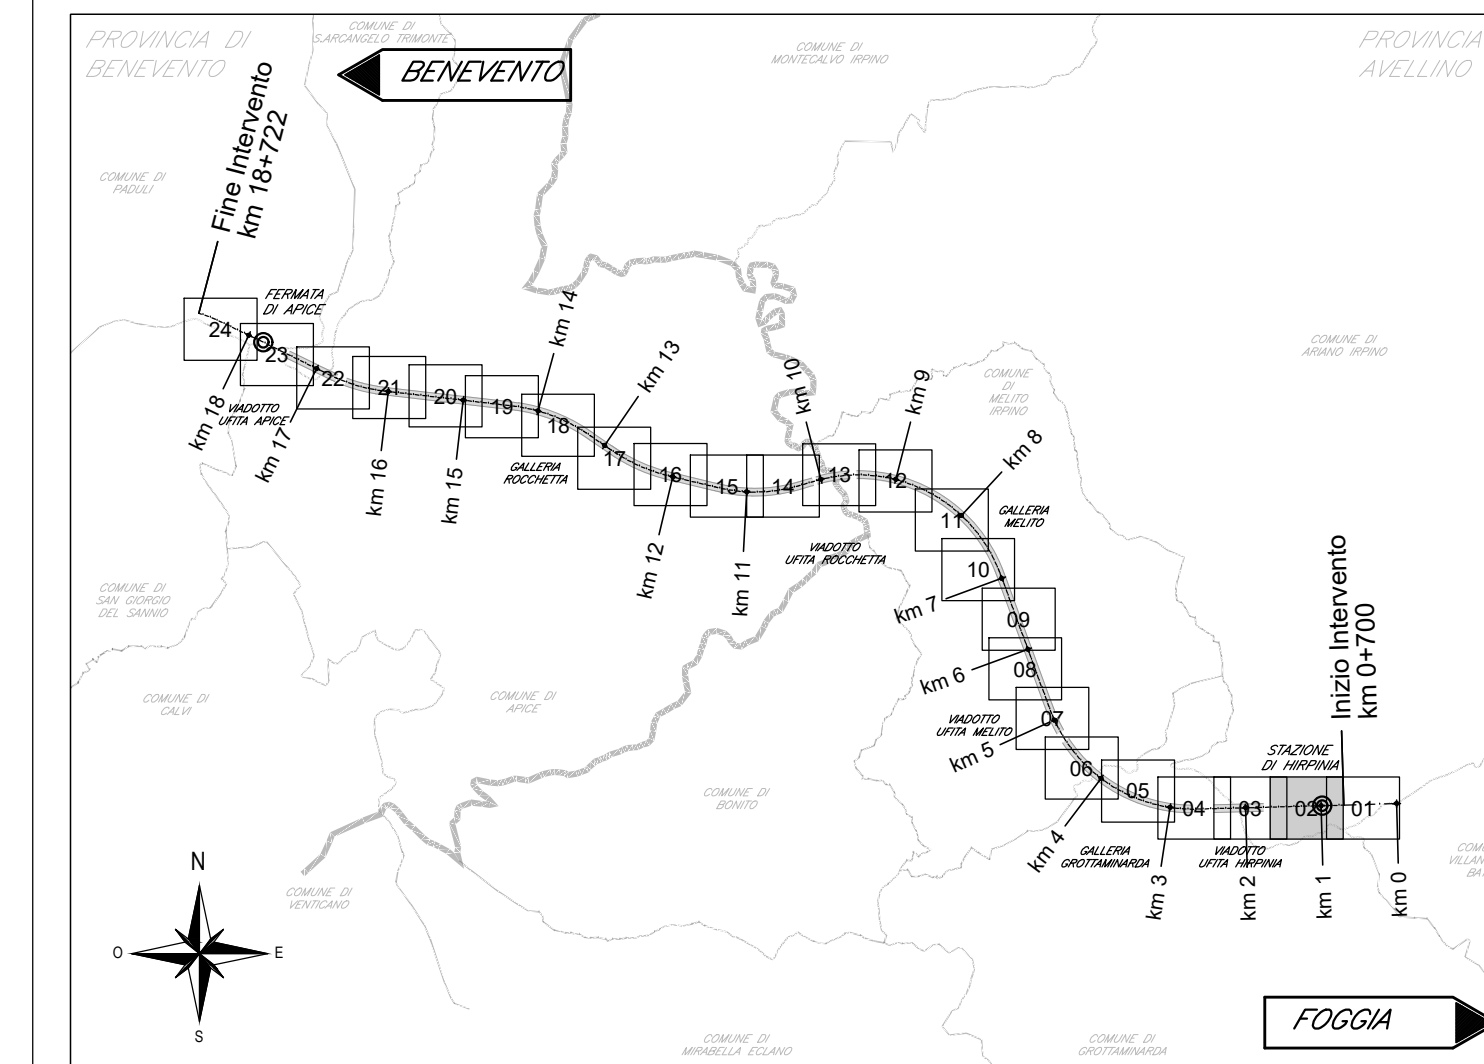 PROVINCIA DI
BENEVENTO
COMUNE DI
S.ARCANGELO TRIMONTE
BENEVENTO
COMUNE DI
MONTECALVO IRPINO
PROVINCIA
AVELLINO
Fine Intervento
km 18+722
COMUNE DI
PADULI
FERMATA
DI APICE
24
23
22
21
20
19
18
17
16
15
14
13
12
11
10
09
08
07
06
05
04
03
02
01
km 18
km 17
km 16
km 15
km 14
km 13
km 12
km 11
km 10
km 9
km 8
km 7
km 6
km 5
km 4
km 3
km 2
km 1
km 0
VIADOTTO
UFITA APICE
GALLERIA
ROCCHETTA
VIADOTTO
UFITA ROCCHETTA
GALLERIA
MELITO
COMUNE
DI
MELITO
IRPINO
COMUNE DI
ARIANO IRPINO
Inizio Intervento
km 0+700
COMUNE DI
SAN GIORGIO
DEL SANNIO
COMUNE DI
CALVI
COMUNE DI
APICE
VIADOTTO
UFITA MELITO
STAZIONE
DI HIRPINIA
COMUNE DI
BONITO
GALLERIA
GROTTAMINARDA
VIADOTTO
UFITA HIRPINIA
COMU
VILLAN
BA
COMUNE DI
VENTICANO
N
O
E
S
COMUNE DI
MIRABELLA ECLANO
COMUNE DI
GROTTAMINARDA
FOGGIA